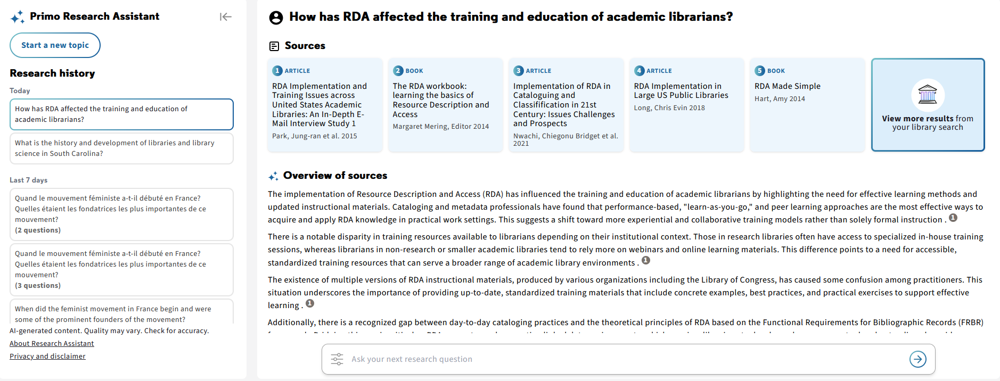 Primo Research Assistant
Start a new topic
Research history
Today
How has RDA affected the training and education of
academic librarians?
What is the history and development of libraries and library
science in South Carolina?
Last 7 days
Quand le mouvement féministe a-t-il débuté en France?
Quelles étaient les fondatrices les plus importantes de ce
mouvement?
(2 questions)
Quand le mouvement féministe a-t-il débuté en France?
Quelles étaient les fondatrices les plus importantes de ce
mouvement?
(3 questions)
When did the feminist movement in France begin and were
some of the prominent founders of the movement?
AI-generated content. Quality may vary. Check for accuracy.
About Research Assistant
Privacy and disclaimer
How has RDA affected the training and education of academic librarians?
Sources
1 ARTICLE
RDA Implementation and
Training Issues across
United States Academic
Libraries: An In-Depth E-
Mail Interview Study 1
Park, Jung-ran et al. 2015
2 BOOK
The RDA workbook:
learning the basics of
Resource Description and
Access
Margaret Mering, Editor 2014
3 ARTICLE
Implementation of RDA in
Cataloguing and
Classifification in 21st
Century: Issues Challenges
and Prospects
Nwachi, Chiegonu Bridget et al.
2021
4 ARTICLE
RDA Implementation in
Large US Public Libraries
Long, Chris Evin 2018
5 BOOK
RDA Made Simple
Hart, Amy 2014
View more results from
your library search
Overview of sources
The implementation of Resource Description and Access (RDA) has influenced the training and education of academic librarians by highlighting the need for effective learning methods and
updated instructional materials. Cataloging and metadata professionals have found that performance-based, "learn-as-you-go," and peer learning approaches are the most effective ways to
acquire and apply RDA knowledge in practical work settings. This suggests a shift toward more experiential and collaborative training models rather than solely formal instruction . 1
There is a notable disparity in training resources available to librarians depending on their institutional context. Those in research libraries often have access to specialized in-house training
sessions, whereas librarians in non-research or smaller academic libraries tend to rely more on webinars and online learning materials. This difference points to a need for accessible,
standardized training resources that can serve a broader range of academic library environments . 1
The existence of multiple versions of RDA instructional materials, produced by various organizations including the Library of Congress, has caused some confusion among practitioners. This
situation underscores the importance of providing up-to-date, standardized training materials that include concrete examples, best practices, and practical exercises to support effective
learning . 1
Additionally, there is a recognized gap between day-to-day cataloging practices and the theoretical principles of RDA based on the Functional Requirements for Bibliographic Records (FRBR)
Ask your next research question